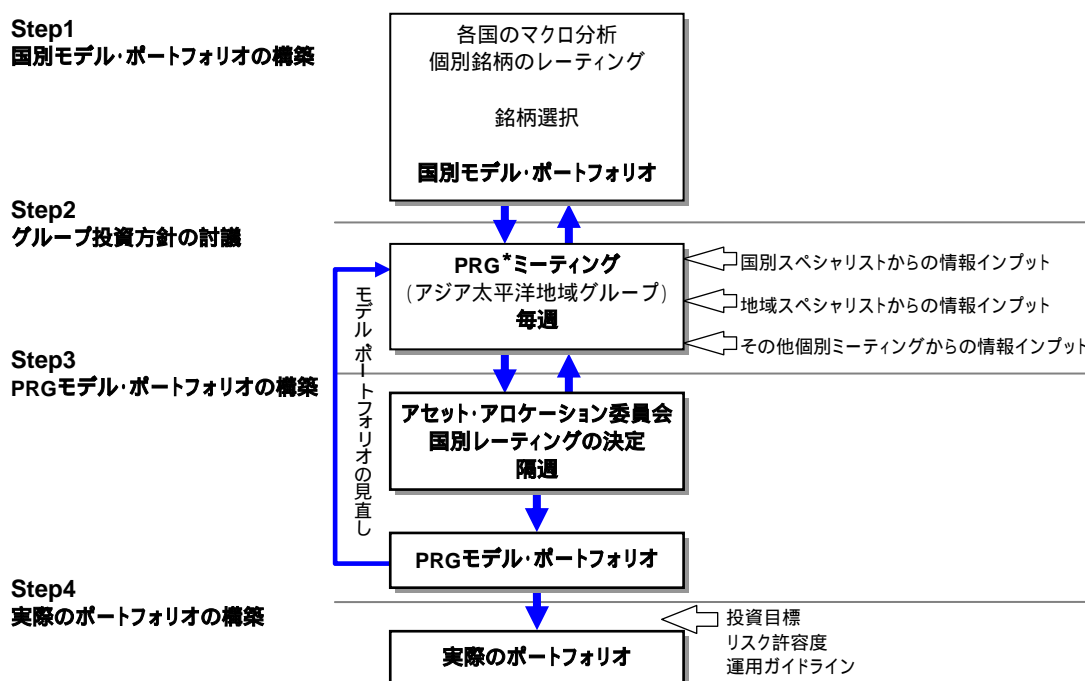 Step1
国別モデル・ポートフォリオの構築
各国のマクロ分析
個別銘柄のレーティング
銘柄選択
国別モデル・ポートフォリオ
Step2
グループ投資方針の討議
PRG*ミーティング
(アジア太平洋地域グループ)
毎週
国別スペシャリストからの情報インプット
地域スペシャリストからの情報インプット
その他個別ミーティングからの情報インプット
モデル・ポートフォリオの見直し
Step3
PRGモデル・ポートフォリオの構築
アセット・アロケーション委員会
国別レーティングの決定
隔週
PRGモデル・ポートフォリオ
Step4
実際のポートフォリオの構築
投資目標
リスク許容度
運用ガイドライン
実際のポートフォリオ